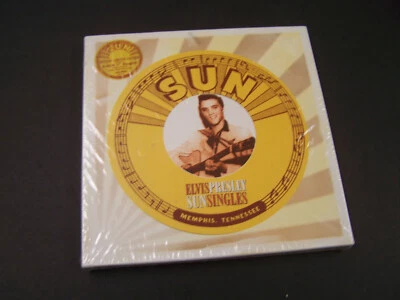 SUN
ELVIS PRESLEY
SUN SINGLES
MEMPHIS, TENNESSEE